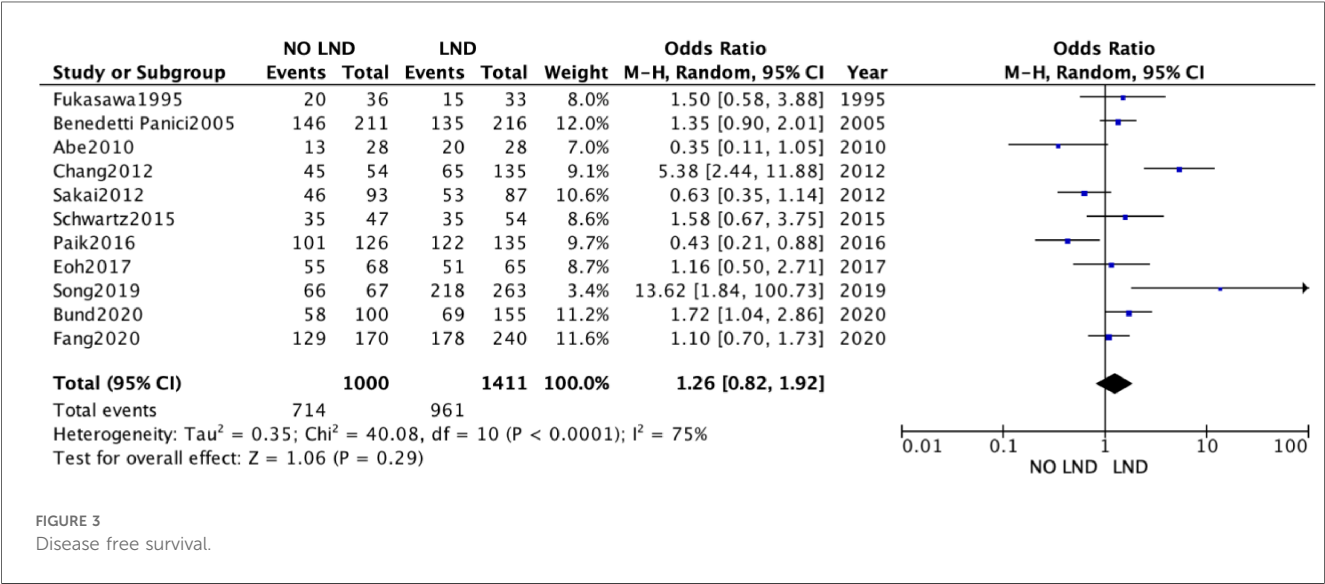 NO LND LND Odds Ratio Odds Ratio
Study or Subgroup Events Total Events Total Weight M-H, Random, 95% CI Year M-H, Random, 95% CI
Fukasawa1995 20 36 15 33 8.0% 1.50 [0.58, 3.88] 1995
Benedetti Panici2005 146 211 135 216 12.0% 1.35 [0.90, 2.01] 2005
Abe2010 13 28 20 28 7.0% 0.35 [0.11, 1.05] 2010
Chang2012 45 54 65 135 9.1% 5.38 [2.44, 11.88] 2012
Sakai2012 46 93 53 87 10.6% 0.63 [0.35, 1.14] 2012
Schwartz2015 35 47 35 54 8.6% 1.58 [0.67, 3.75] 2015
Paik2016 101 126 122 135 9.7% 0.43 [0.21, 0.88] 2016
Eoh2017 55 68 51 65 8.7% 1.16 [0.50, 2.71] 2017
Song2019 66 67 218 263 3.4% 13.62 [1.84, 100.73] 2019
Bund2020 58 100 69 155 11.2% 1.72 [1.04, 2.86] 2020
Fang2020 129 170 178 240 11.6% 1.10 [0.70, 1.73] 2020
Total (95% CI) 1000 1411 100.0% 1.26 [0.82, 1.92]
Total events 714 961
Heterogeneity: Tau² = 0.35; Chi² = 40.08, df = 10 (P < 0.0001); I² = 75%
Test for overall effect: Z = 1.06 (P = 0.29)
0.01 0.1 1 10 100
NO LND LND
FIGURE 3
Disease free survival.